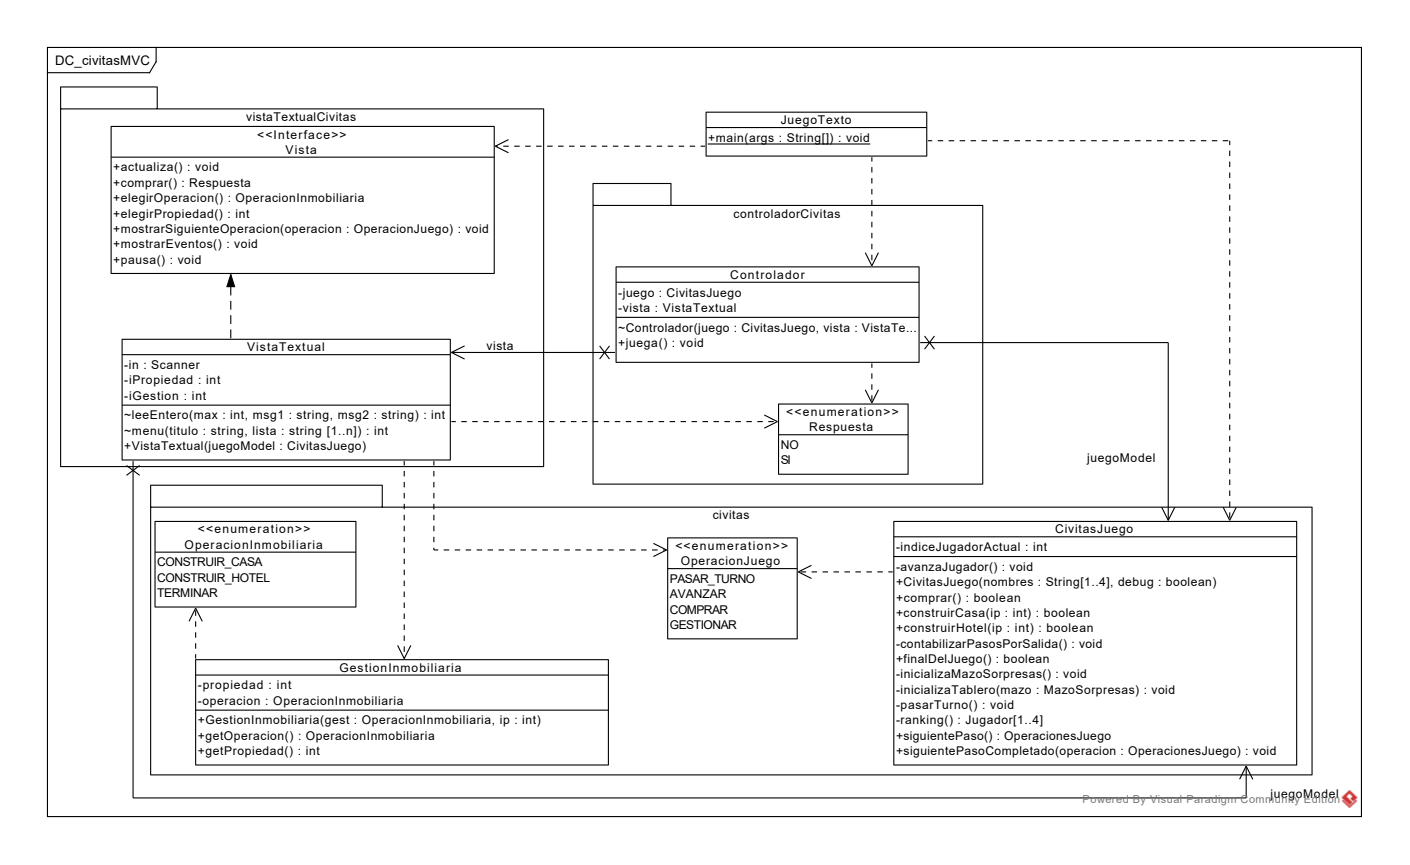 DC_civitasMVC
vistaTextualCivitas
<<Interface>>
Vista
+actualiza() : void
+comprar() : Respuesta
+elegirOperacion() : OperacionInmobiliaria
+elegirPropiedad() : int
+mostrarSiguienteOperacion(operacion : OperacionJuego) : void
+mostrarEventos() : void
+pausa() : void
JuegoTexto
+main(args : String[]) : void
controladorCivitas
Controlador
-juego : CivitasJuego
-vista : VistaTextual
~Controlador(juego : CivitasJuego, vista : VistaTe...
+juega() : void
VistaTextual
-in : Scanner
-iPropiedad : int
-iGestion : int
~leeEntero(max : int, msg1 : string, msg2 : string) : int
~menu(titulo : string, lista : string [1..n]) : int
+VistaTextual(juegoModel : CivitasJuego)
vista
<<enumeration>>
Respuesta
NO
SI
juegoModel
civitas
<<enumeration>>
OperacionInmobiliaria
CONSTRUIR_CASA
CONSTRUIR_HOTEL
TERMINAR
<<enumeration>>
OperacionJuego
PASAR_TURNO
AVANZAR
COMPRAR
GESTIONAR
CivitasJuego
-indiceJugadorActual : int
-avanzaJugador() : void
+CivitasJuego(nombres : String[1..4], debug : boolean)
+comprar() : boolean
+construirCasa(ip : int) : boolean
+construirHotel(ip : int) : boolean
-contabilizarPasosPorSalida() : void
+finalDelJuego() : boolean
-inicializaMazoSorpresas() : void
-inicializaTablero(mazo : MazoSorpresas) : void
-pasarTurno() : void
-ranking() : Jugador[1..4]
+siguientePaso() : OperacionesJuego
+siguientePasoCompletado(operacion : OperacionesJuego) : void
GestionInmobiliaria
-propiedad : int
-operacion : OperacionInmobiliaria
+GestionInmobiliaria(gest : OperacionInmobiliaria, ip : int)
+getOperacion() : OperacionInmobiliaria
+getPropiedad() : int
juegoModel
Powered By Visual Paradigm Community Edition